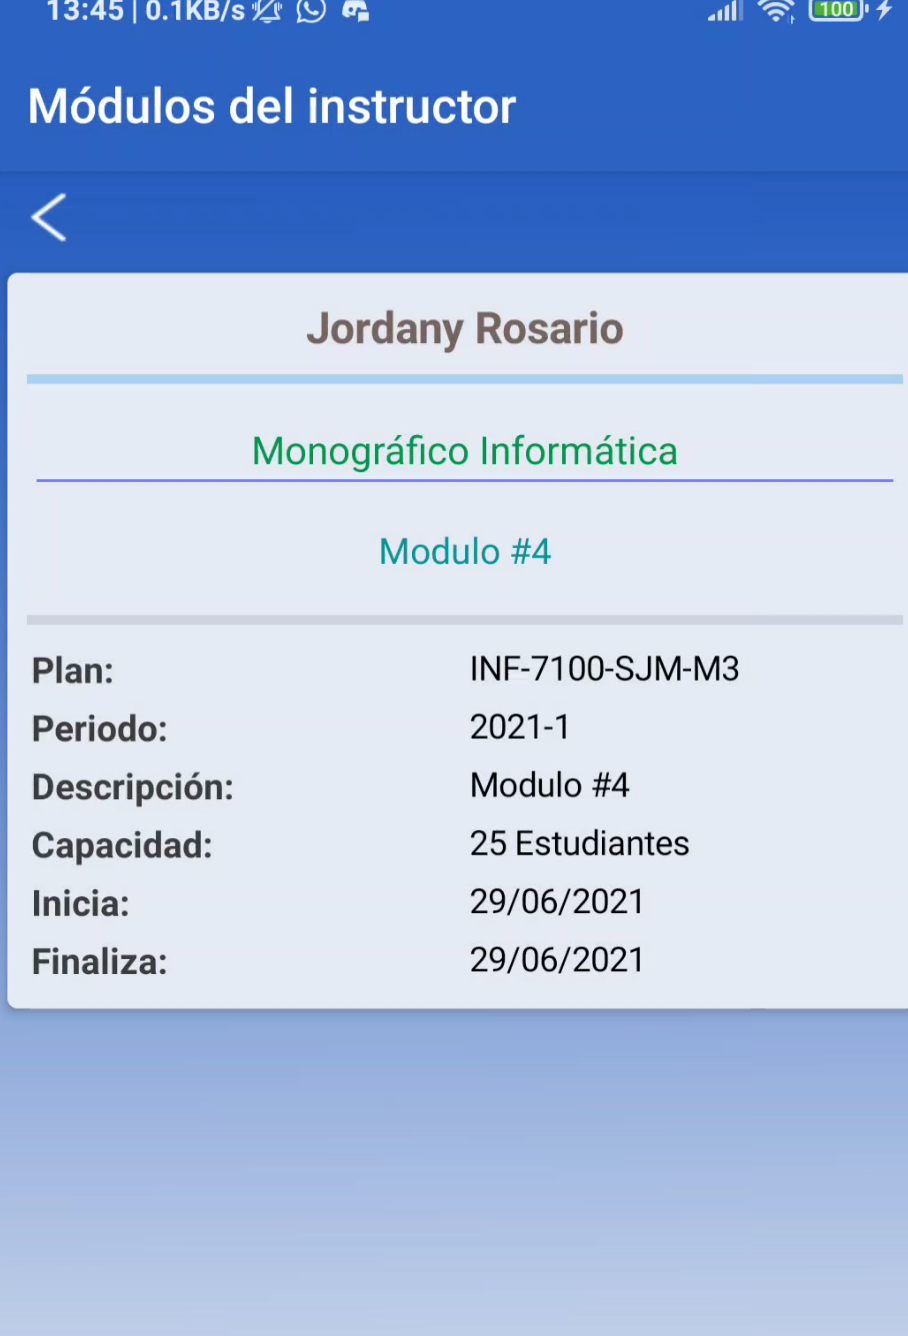 13:45 | 0.1KB/s 100
Módulos del instructor
Jordany Rosario
Monográfico Informática
Modulo #4
Plan: INF-7100-SJM-M3
Periodo: 2021-1
Descripción: Modulo #4
Capacidad: 25 Estudiantes
Inicia: 29/06/2021
Finaliza: 29/06/2021